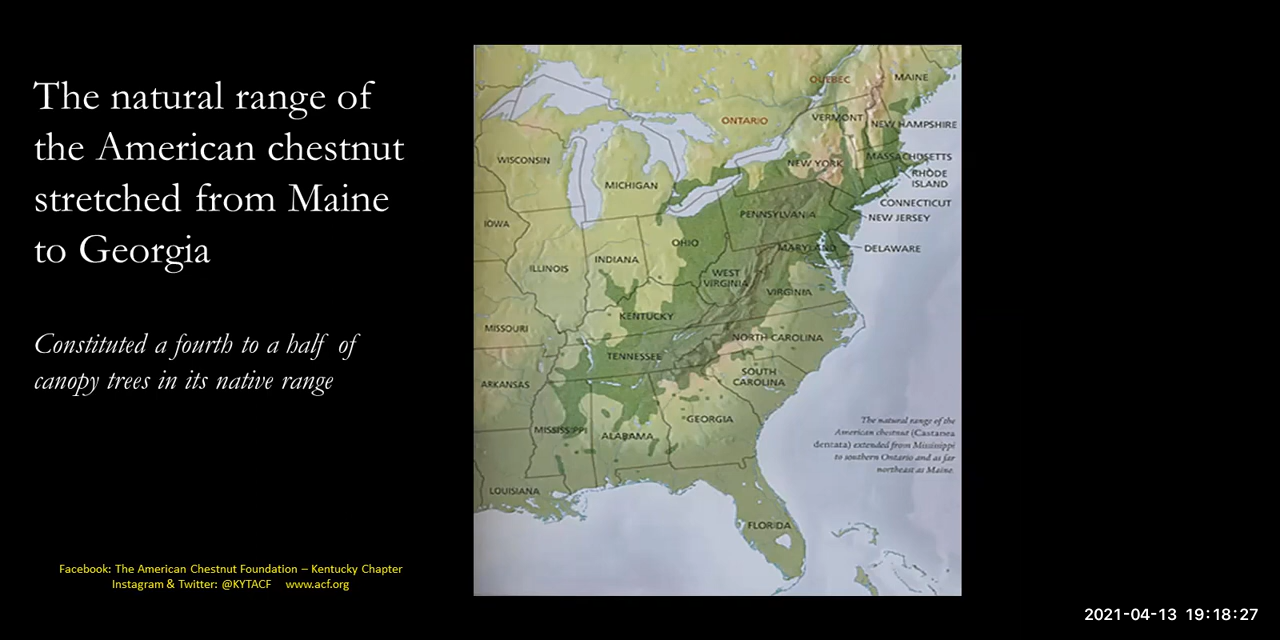 The natural range of
the American chestnut
stretched from Maine
to Georgia
Constituted a fourth to a half of
canopy trees in its native range
Facebook: The American Chestnut Foundation – Kentucky Chapter
Instagram & Twitter: @KYTACF www.acf.org
QUEBEC
MAINE
ONTARIO
VERMONT
NEW HAMPSHIRE
WISCONSIN
MICHIGAN
NEW YORK
MASSACHUSETTS
RHODE
ISLAND
CONNECTICUT
NEW JERSEY
IOWA
PENNSYLVANIA
OHIO
MARYLAND
DELAWARE
ILLINOIS
INDIANA
WEST
VIRGINIA
VIRGINIA
MISSOURI
KENTUCKY
NORTH CAROLINA
TENNESSEE
ARKANSAS
SOUTH
CAROLINA
MISSISSIPPI
ALABAMA
GEORGIA
LOUISIANA
FLORIDA
The natural range of the
American chestnut (Castanea
dentata) extended from Mississippi
to southern Ontario and as far
northeast as Maine.
2021-04-13 19:18:27